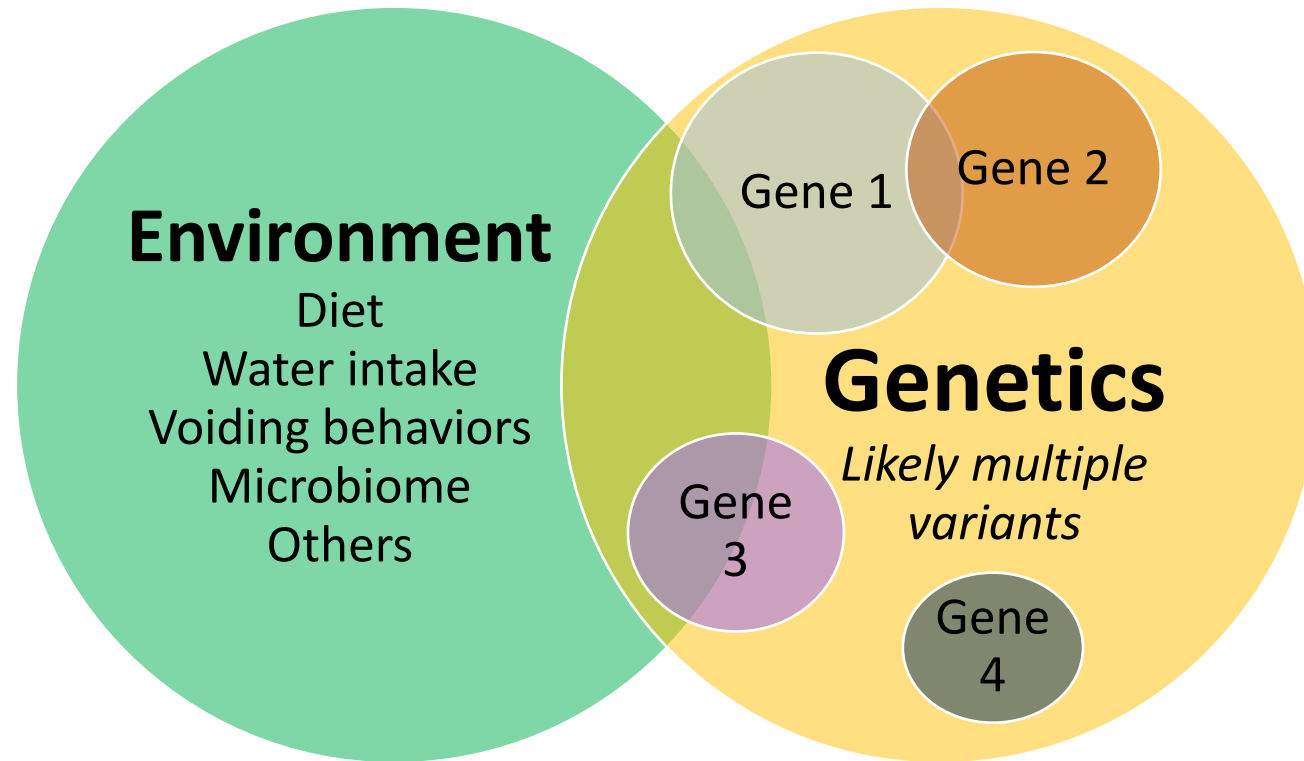 Environment
Diet
Water intake
Voiding behaviors
Microbiome
Others
Gene 1
Gene 2
Genetics
Likely multiple
variants
Gene
3
Gene
4